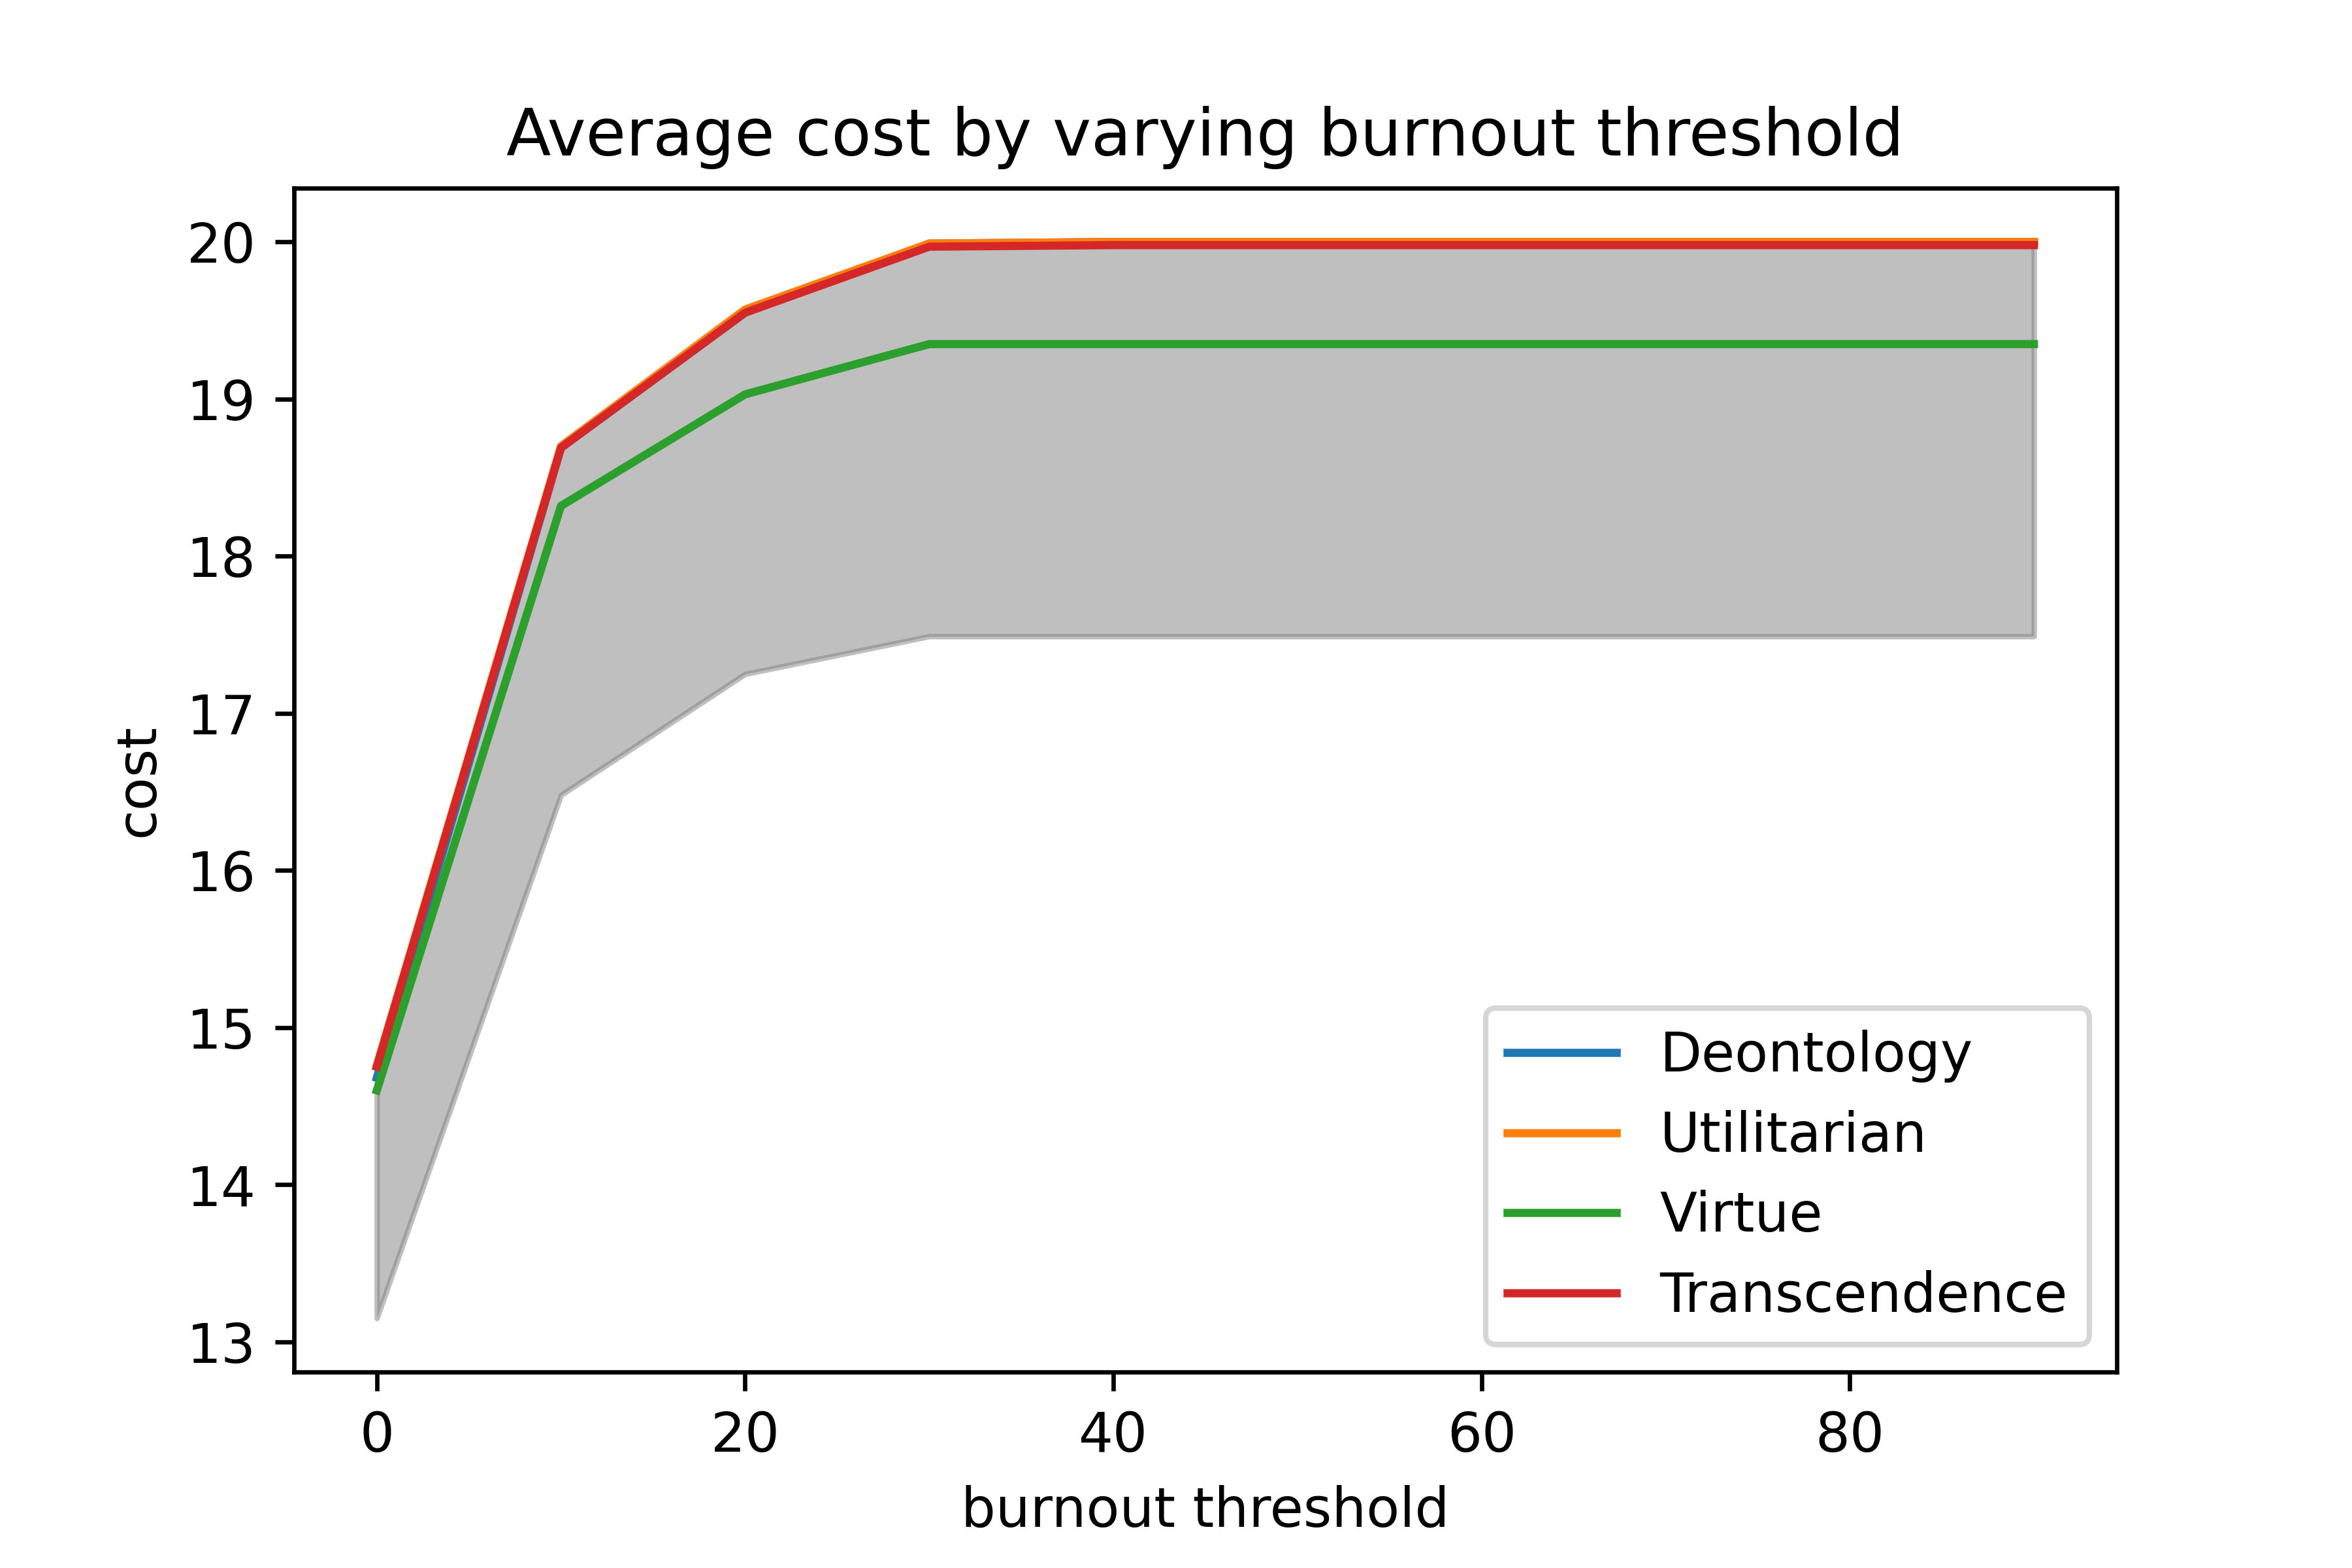 Average cost by varying burnout threshold
cost
20
19
18
17
16
15
14
13
0 20 40 60 80
burnout threshold
Deontology
Utilitarian
Virtue
Transcendence